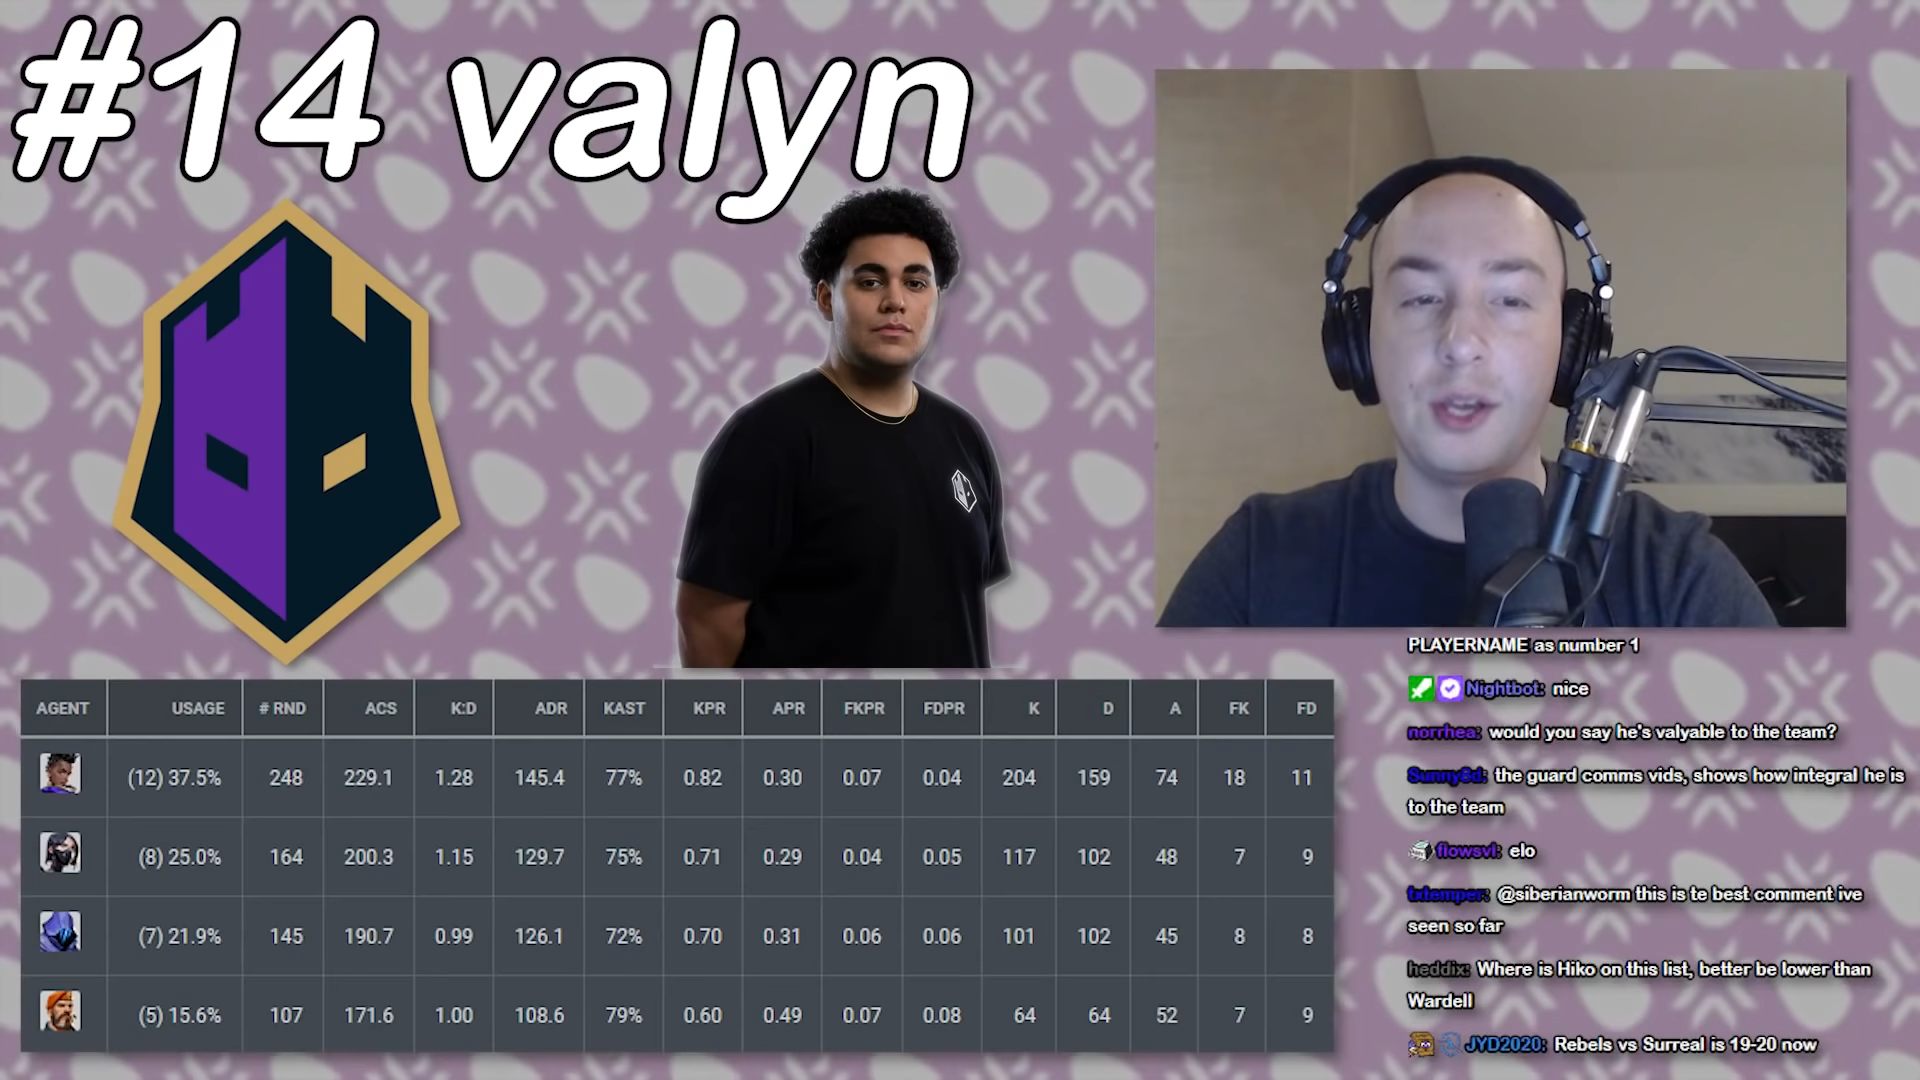 #14 valyn
AGENT USAGE # RND ACS K:D ADR KAST KPR APR FKPR FDPR K D A FK FD
(12) 37.5% 248 229.1 1.28 145.4 77% 0.82 0.30 0.07 0.04 204 159 74 18 11
(8) 25.0% 164 200.3 1.15 129.7 75% 0.71 0.29 0.04 0.05 117 102 48 7 9
(7) 21.9% 145 190.7 0.99 126.1 72% 0.70 0.31 0.06 0.06 101 102 45 8 8
(5) 15.6% 107 171.6 1.00 108.6 79% 0.60 0.49 0.07 0.08 64 64 52 7 9
PLAYERNAME as number 1
Nightbot: nice
norrhea: would you say he's valyable to the team?
Sunny8d: the guard comms vids, shows how integral he is
to the team
flowsvl: elo
txtemper: @siberianworm this is te best comment ive
seen so far
heddix: Where is Hiko on this list, better be lower than
Wardell
JYD2020: Rebels vs Surreal is 19-20 now